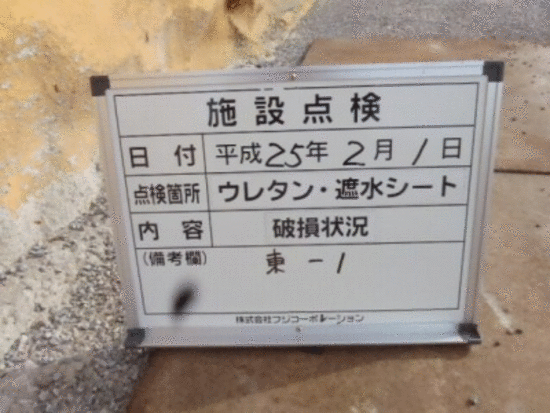 施設点検
日付 平成25年2月1日
点検箇所 ウレタン・遮水シート
内容 破損状況
(備考欄) 東-1
株式会社フジコーポレーション